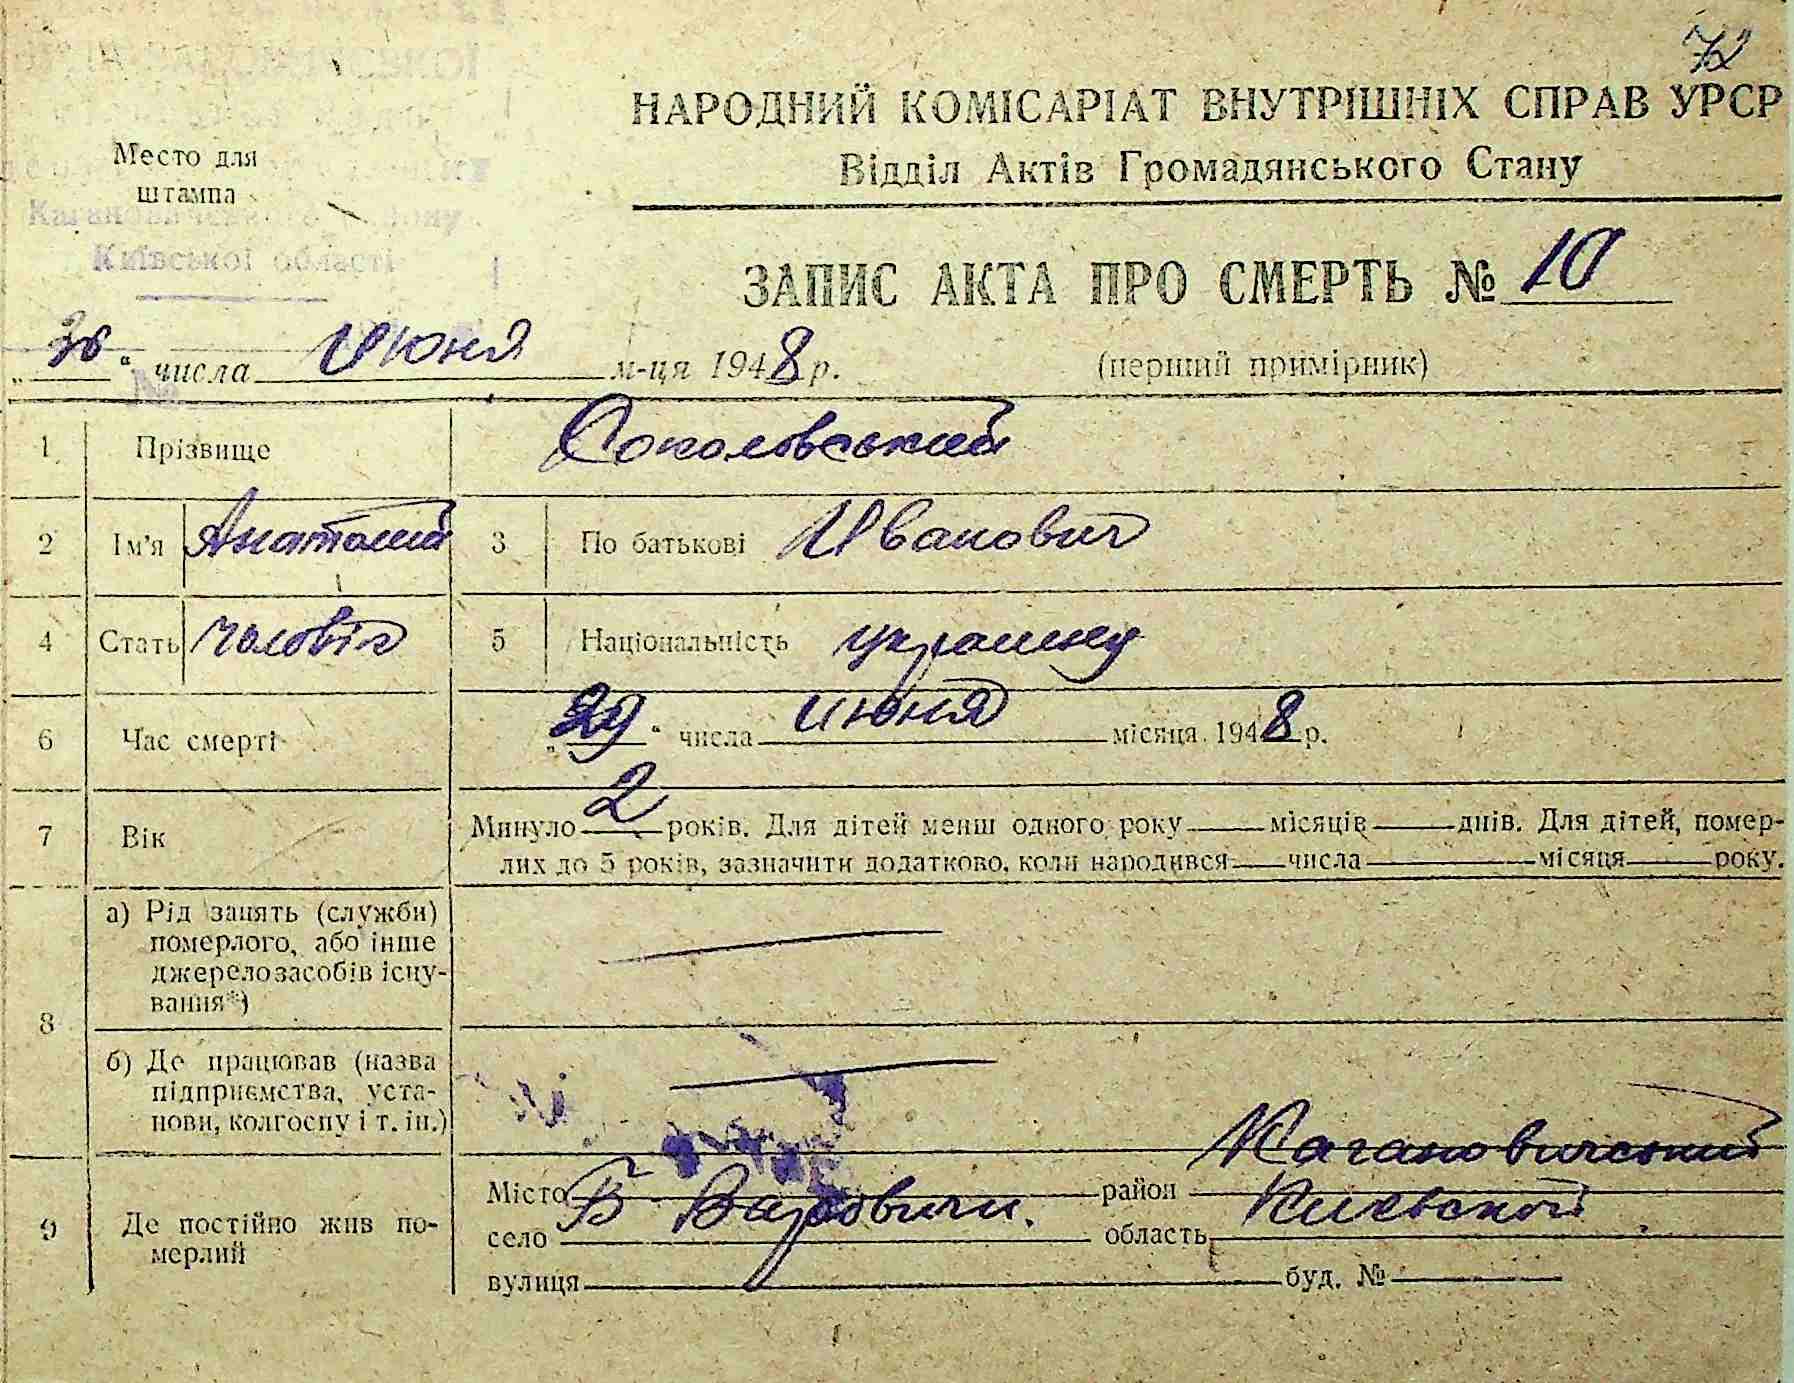 72
НАРОДНИЙ КОМІСАРІАТ ВНУТРІШНІХ СПРАВ УРСР
Відділ Актів Громадянського Стану
Место для
штампа
Кагановичевського району
Київської області
ЗАПИС АКТА ПРО СМЕРТЬ № 10
„30“ числа июня м-ця 1948 р. (перший примірник)
1 Прізвище Соколовський
2 Ім'я Анатолий 3 По батькові Иванович
4 Стать чоловік 5 Національність украинец
6 Час смерті „29“ числа июня місяця 1948 р.
7 Вік Минуло 2 років. Для дітей менш одного року місяців днів. Для дітей, помер-
лих до 5 років, зазначити додатково, коли народився числа місяця року.
8 а) Рід занять (служби)
померлого, або інше
джерело засобів існу-
вання*)
б) Де працював (назва
підприємства, уста-
нови, колгоспу і т. ін.)
9 Де постійно жив по-
мерлий
Місто Б Варовичи. район Кагановичский
село область Киевской
вулиця буд. №